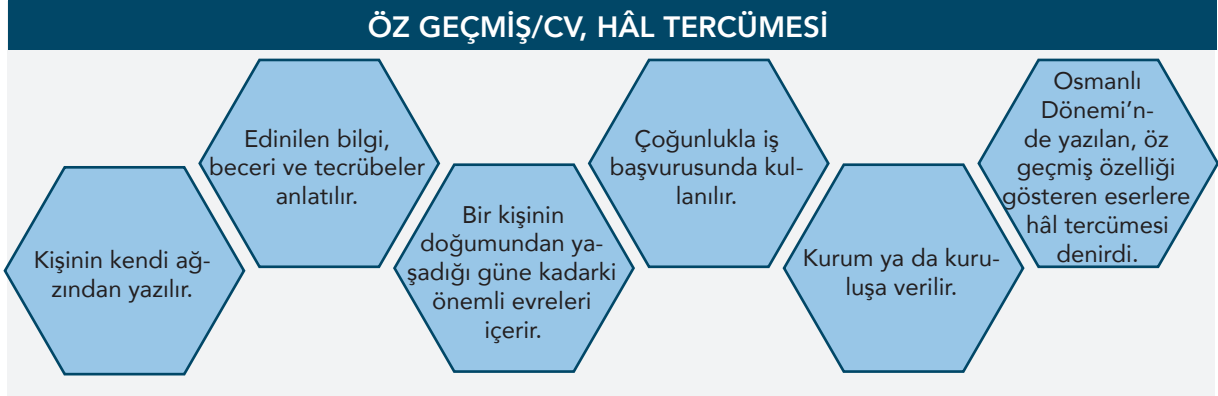 ÖZ GEÇMİŞ/CV, HÂL TERCÜMESİ
Kişinin kendi ağ-
zından yazılır.
Edinilen bilgi,
beceri ve tecrübeler
anlatılır.
Bir kişinin
doğumundan ya-
şadığı güne kadarki
önemli evreleri
içerir.
Çoğunlukla iş
başvurusunda kul-
lanılır.
Kurum ya da kuru-
luşa verilir.
Osmanlı
Dönemi’n-
de yazılan, öz
geçmiş özelliği
gösteren eserlere
hâl tercümesi
denirdi.